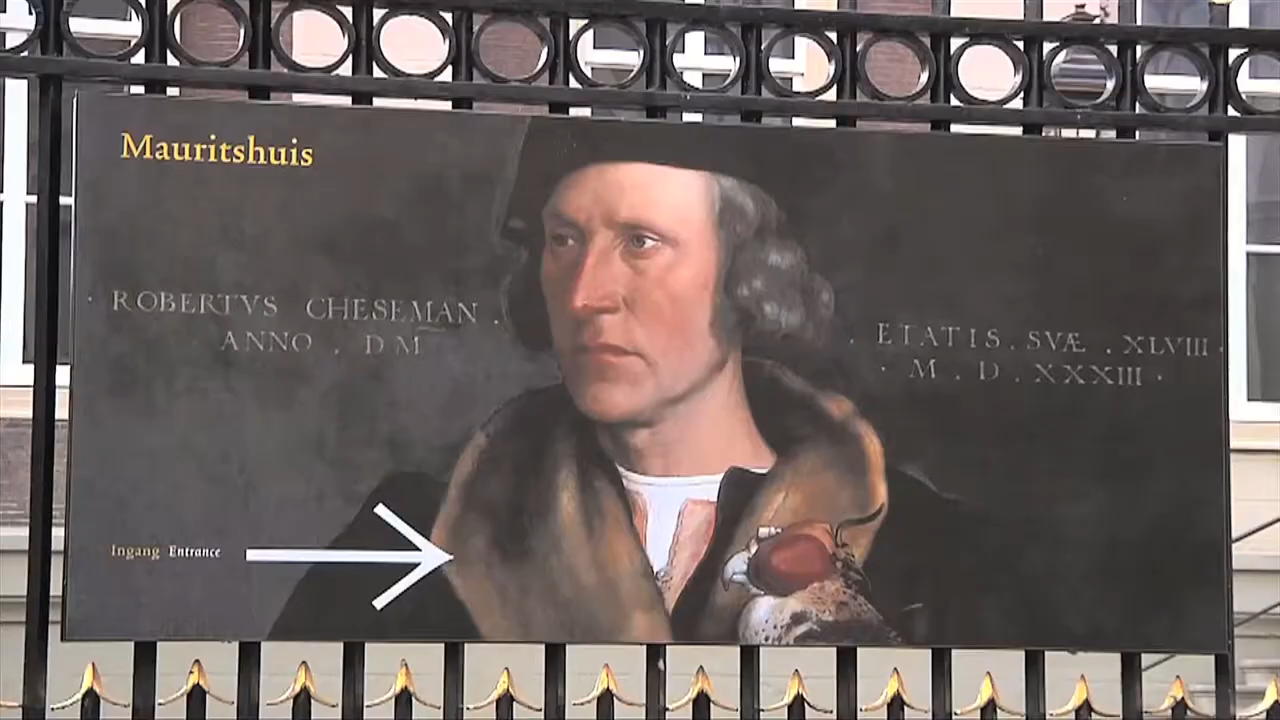 Mauritshuis
· ROBERTVS CHESEMAN .
ANNO . DM
. ETATIS . SVÆ . XLVIII ·
· M . D . XXXIII ·
Ingang Entrance